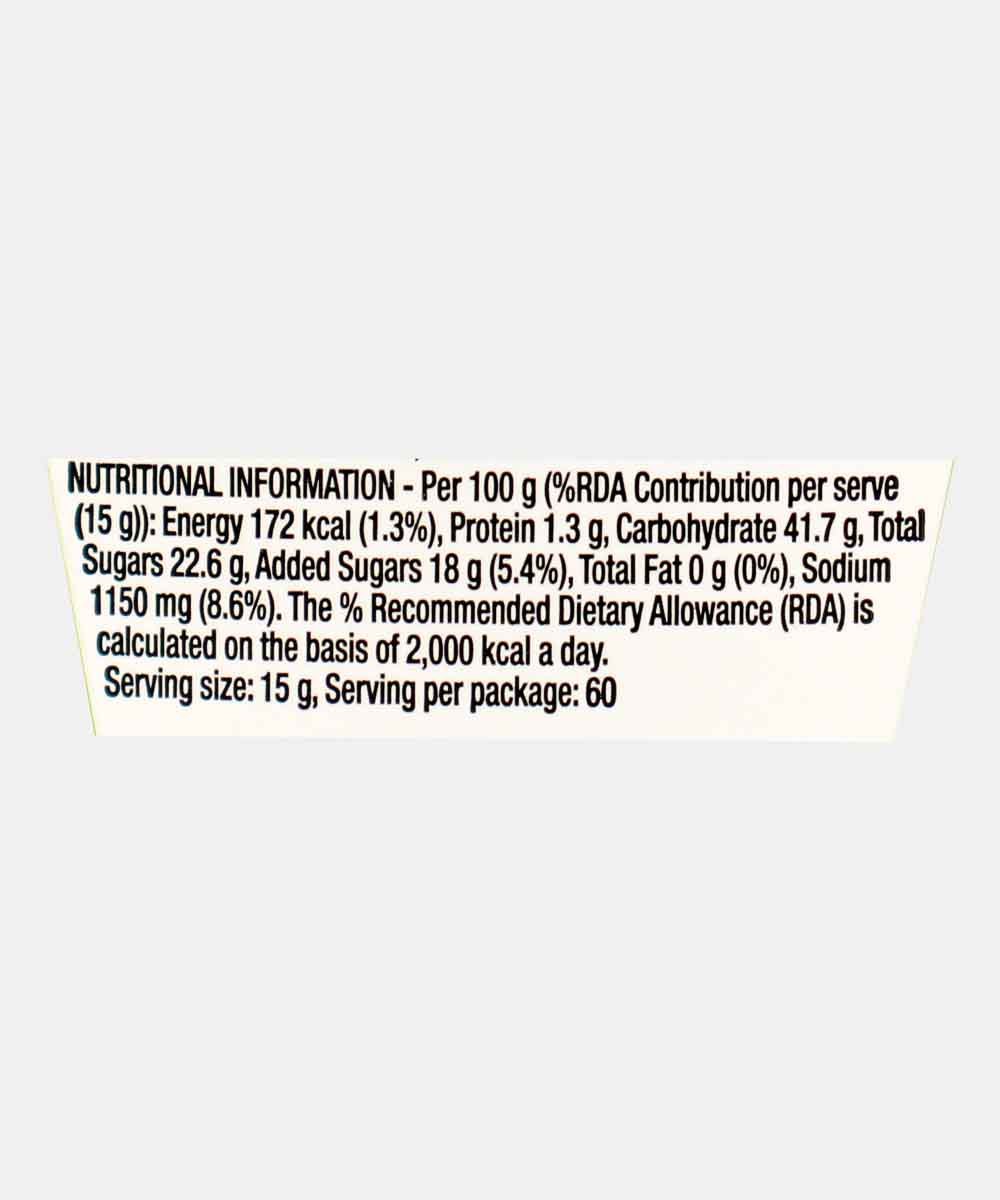 NUTRITIONAL INFORMATION - Per 100 g (%RDA Contribution per serve
(15 g)): Energy 172 kcal (1.3%), Protein 1.3 g, Carbohydrate 41.7 g, Total
Sugars 22.6 g, Added Sugars 18 g (5.4%), Total Fat 0 g (0%), Sodium
1150 mg (8.6%). The % Recommended Dietary Allowance (RDA) is
calculated on the basis of 2,000 kcal a day.
Serving size: 15 g, Serving per package: 60